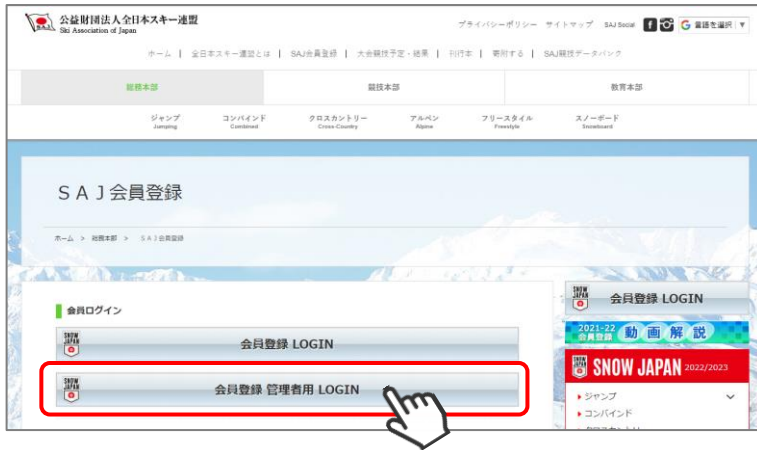 公益財団法人全日本スキー連盟
Ski Association of Japan
プライバシーポリシー サイトマップ SAJ Social 言語を選択 ▼
ホーム | 全日本スキー連盟とは | SAJ会員登録 | 大会競技予定・結果 | 刊行本 | 寄附する | SAJ競技データバンク
総務本部 競技本部 教育本部
ジャンプ コンバインド クロスカントリー アルペン フリースタイル スノーボード
Jumping Combined Cross-Country Alpine Freestyle Snowboard
SAJ会員登録
ホーム > 総務本部 > SAJ会員登録
会員ログイン
SNOW JAPAN 会員登録 LOGIN
SNOW JAPAN 会員登録 管理者用 LOGIN
SNOW JAPAN 会員登録 LOGIN
2021-22 会員登録 動画解説
SNOW JAPAN 2022/2023
ジャンプ
コンバインド